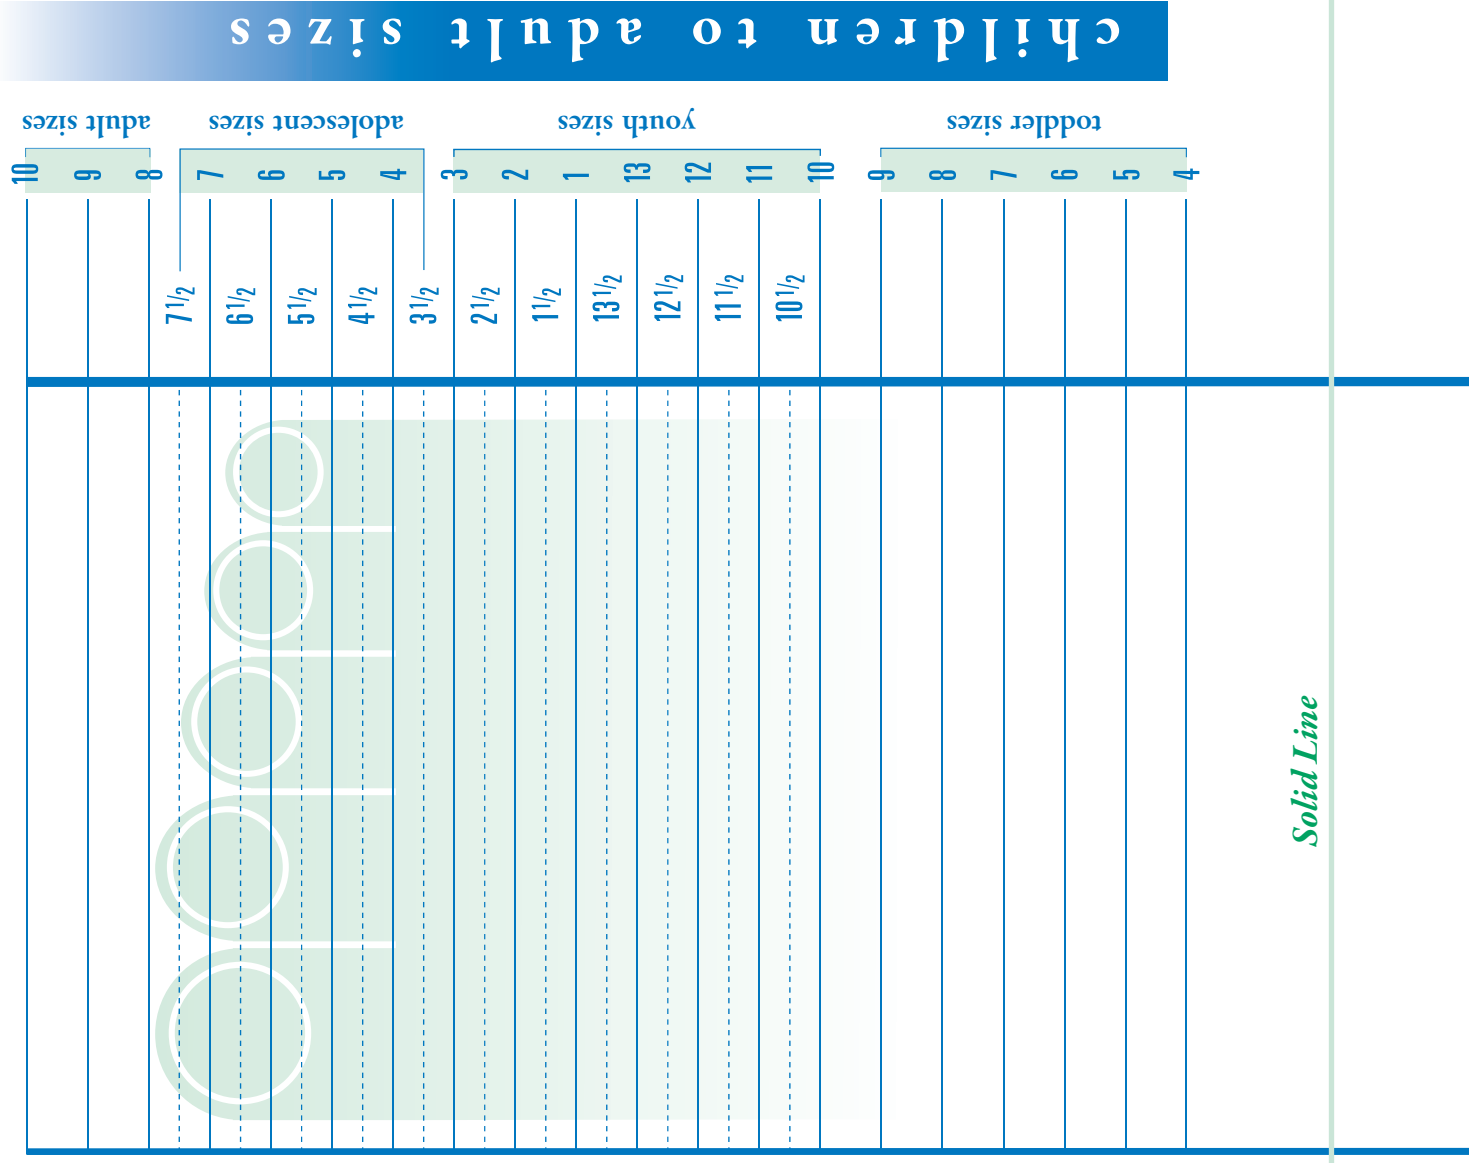 children to adult sizes
toddler sizes
youth sizes
adolescent sizes
adult sizes
4 5 6 7 8 9 10 11 12 13 1 2 3 4 5 6 7 8 9 10
10 1/2 11 1/2 12 1/2 13 1/2 1 1/2 2 1/2 3 1/2 4 1/2 5 1/2 6 1/2 7 1/2
Solid Line